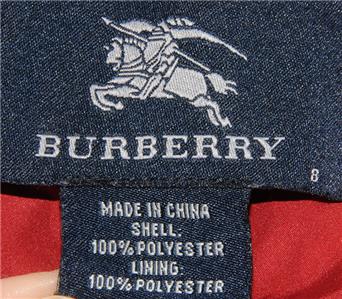 BURBERRY
8
MADE IN CHINA
SHELL:
100% POLYESTER
LINING:
100% POLYESTER